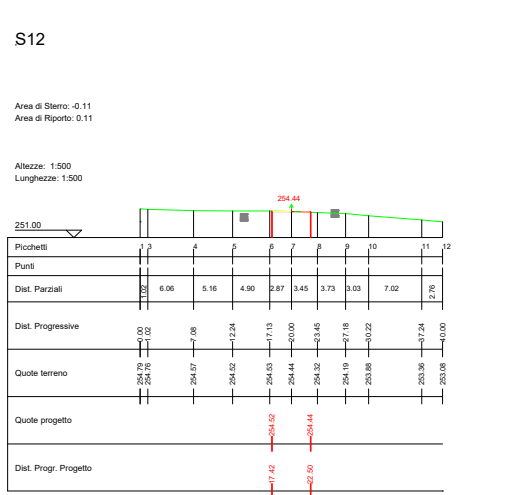 S12
Area di Sterro: -0.11
Area di Riporto: 0.11
Altezze: 1:500
Lunghezze: 1:500
254.44
251.00
Picchetti 1 3 4 5 6 7 8 9 10 11 12
Punti
Dist. Parziali 1.02 6.06 5.16 4.90 2.87 3.45 3.73 3.03 7.02 2.76
Dist. Progressive 0.00 1.02 7.08 12.24 17.13 20.00 23.45 27.18 30.22 37.24 40.00
Quote terreno 254.79 254.76 254.57 254.52 254.53 254.44 254.32 254.19 253.88 253.36 253.08
Quote progetto 254.52 254.44
Dist. Progr. Progetto 17.42 22.50